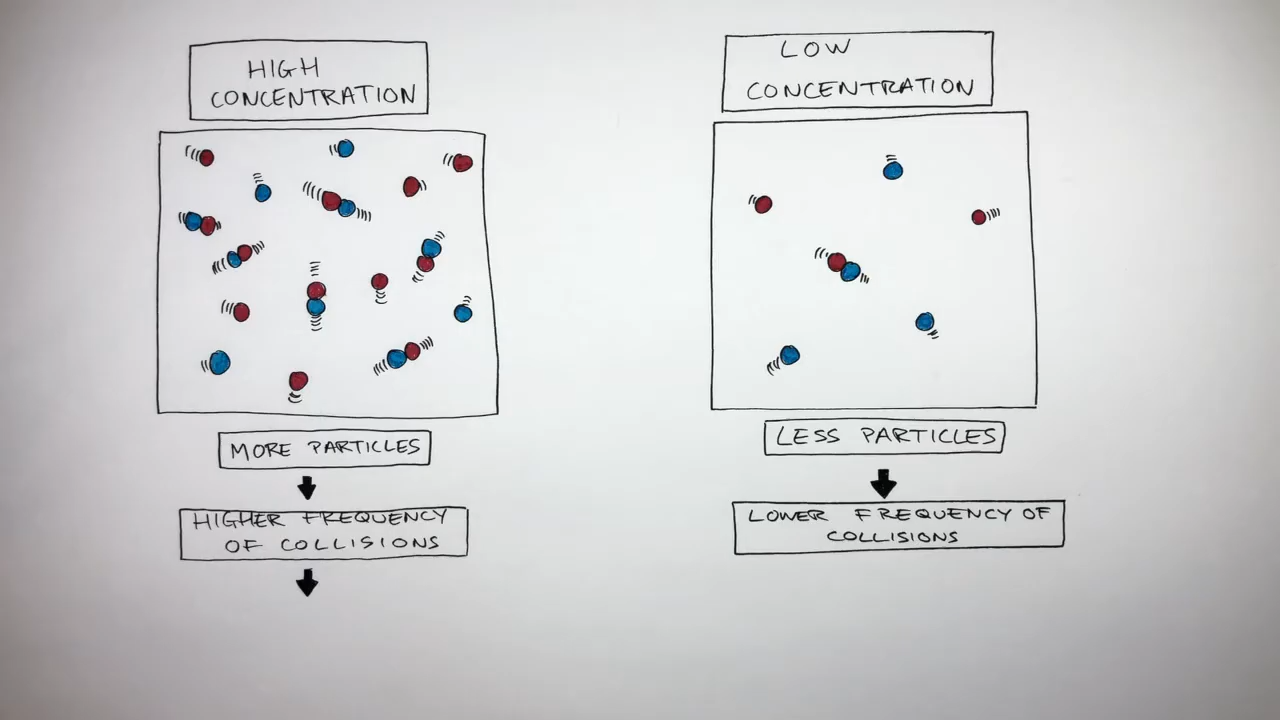 HIGH
CONCENTRATION
MORE PARTICLES
HIGHER FREQUENCY
OF COLLISIONS
LOW
CONCENTRATION
LESS PARTICLES
LOWER FREQUENCY OF
COLLISIONS